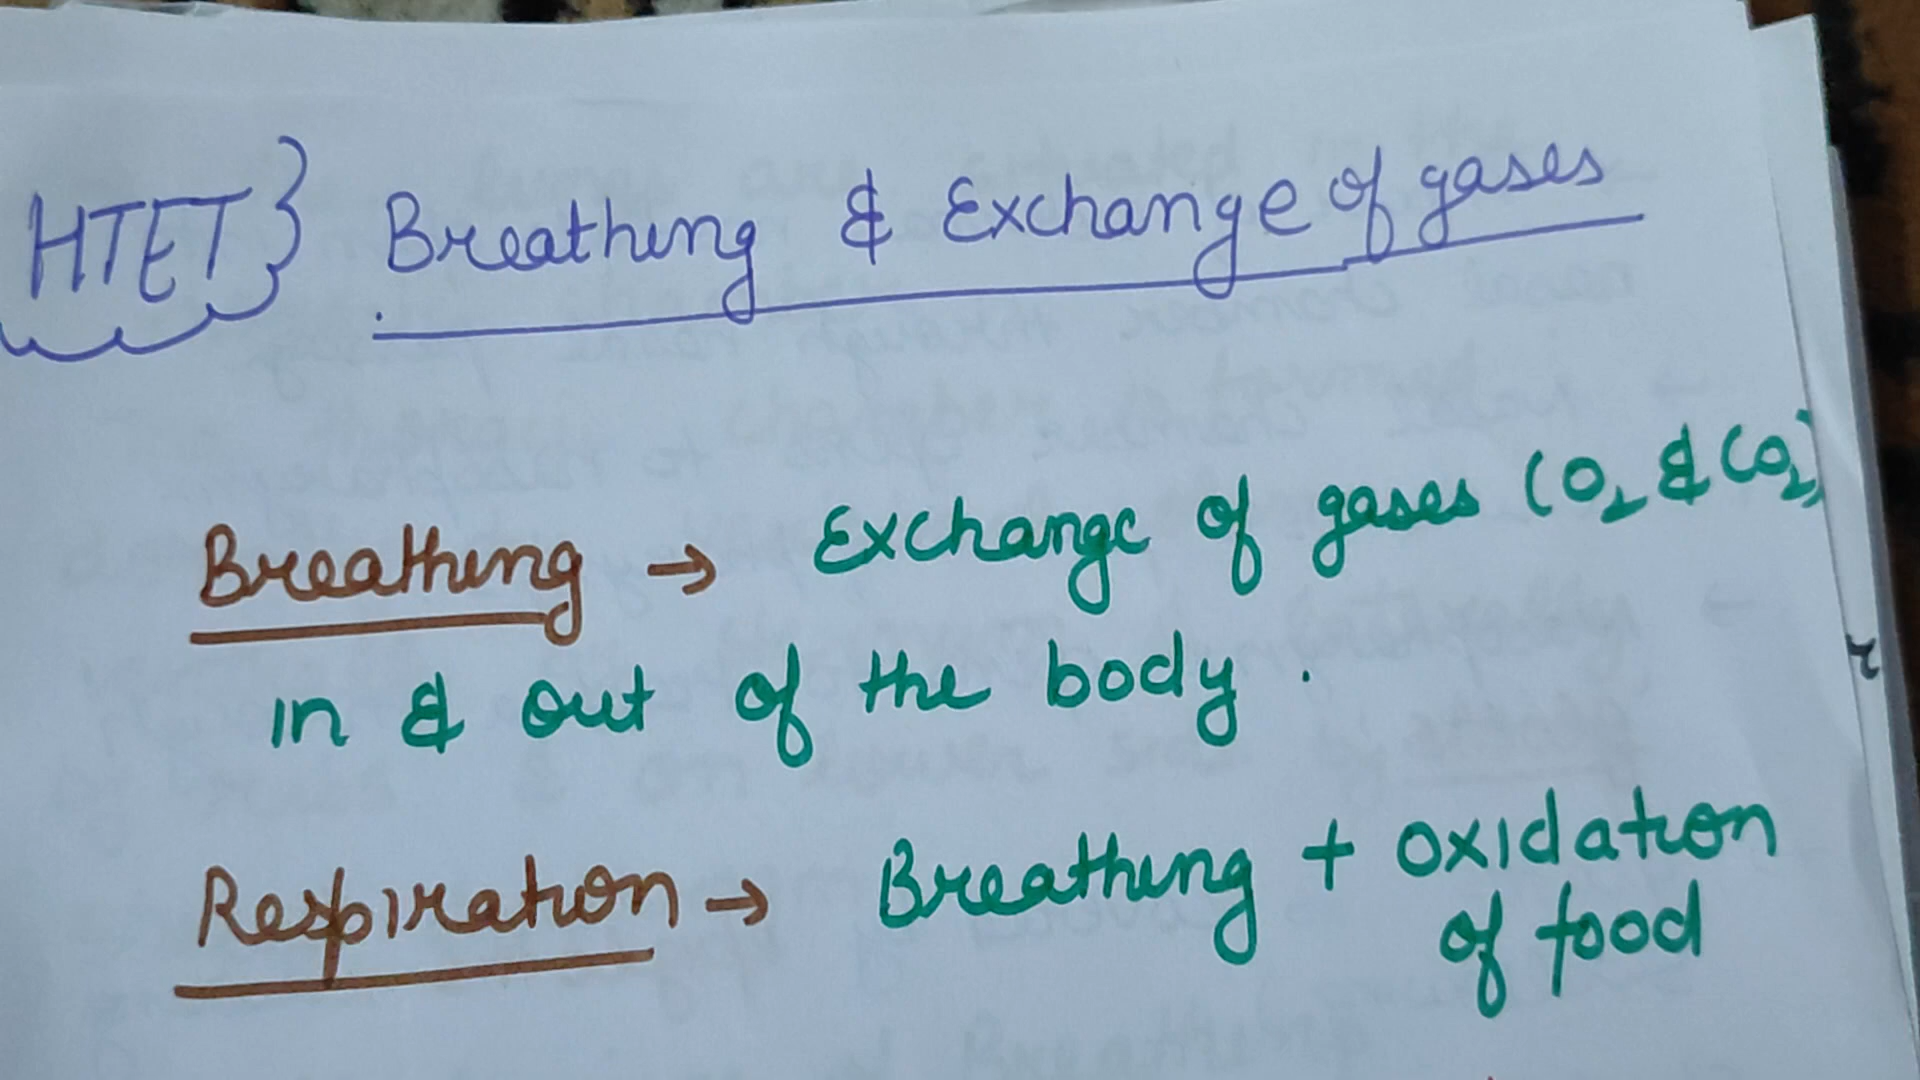 HTET} Breathing & Exchange of gases
Breathing → Exchange of gases (O₂ & CO₂)
in & out of the body.
Respiration → Breathing + oxidation
of food